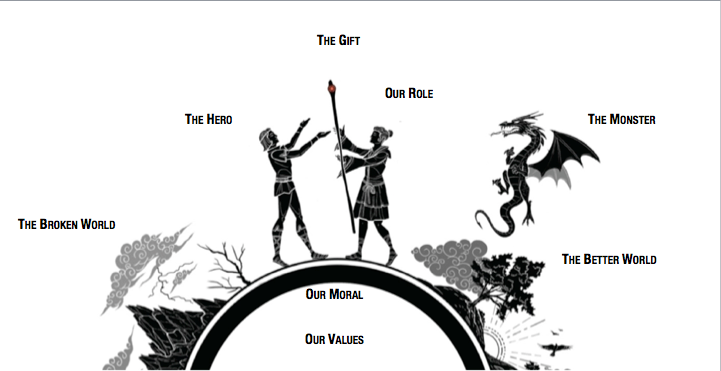 The Gift
Our Role
The Hero
The Monster
The Broken World
The Better World
Our Moral
Our Values